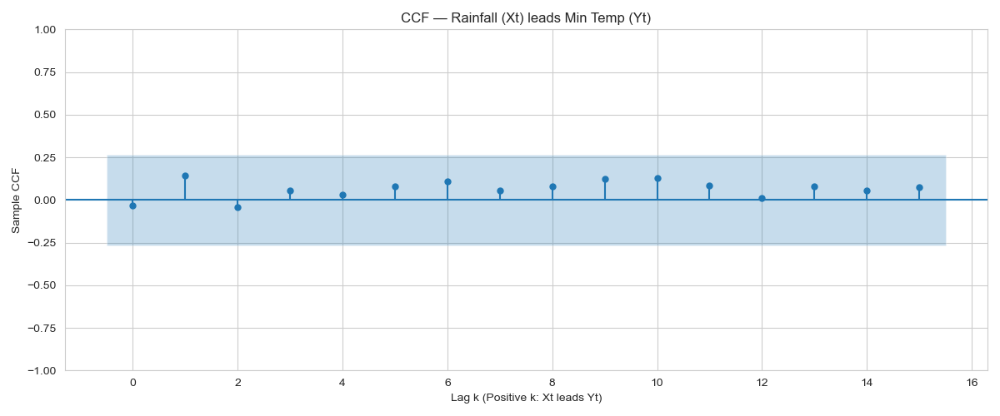 CCF — Rainfall (Xt) leads Min Temp (Yt)
1.00
0.75
0.50
0.25
0.00
−0.25
−0.50
−0.75
−1.00
Sample CCF
0 2 4 6 8 10 12 14 16
Lag k (Positive k: Xt leads Yt)